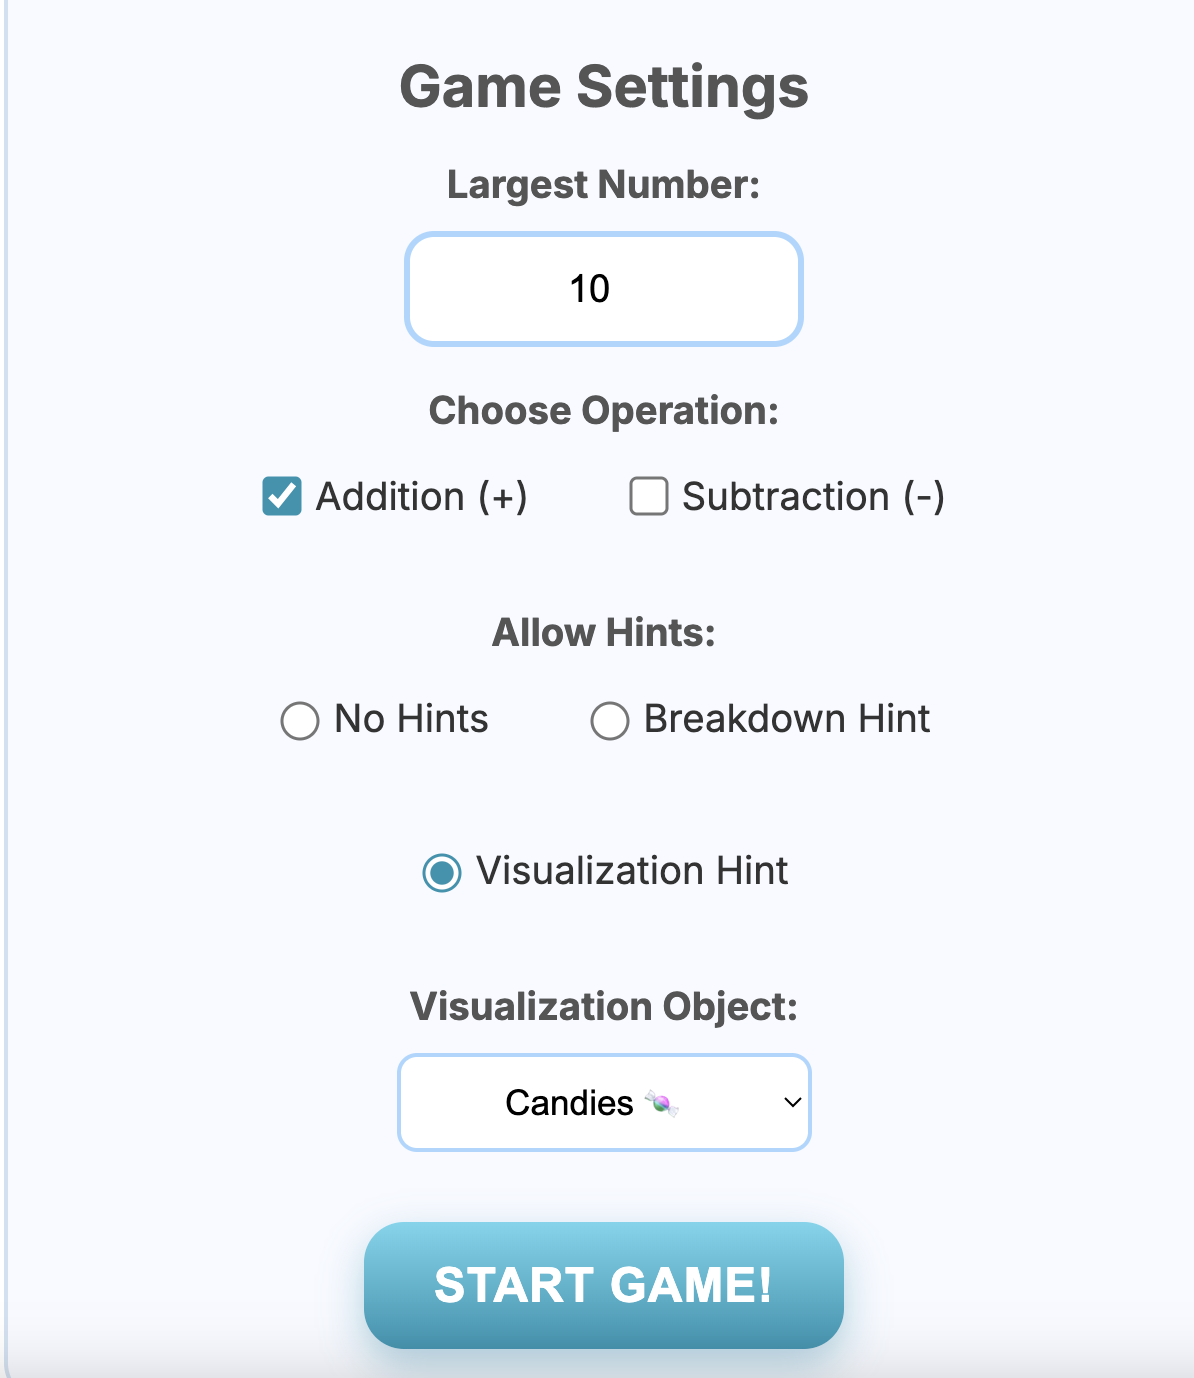 Game Settings
Largest Number:
10
Choose Operation:
Addition (+) Subtraction (-)
Allow Hints:
No Hints Breakdown Hint
Visualization Hint
Visualization Object:
Candies 🍬
START GAME!